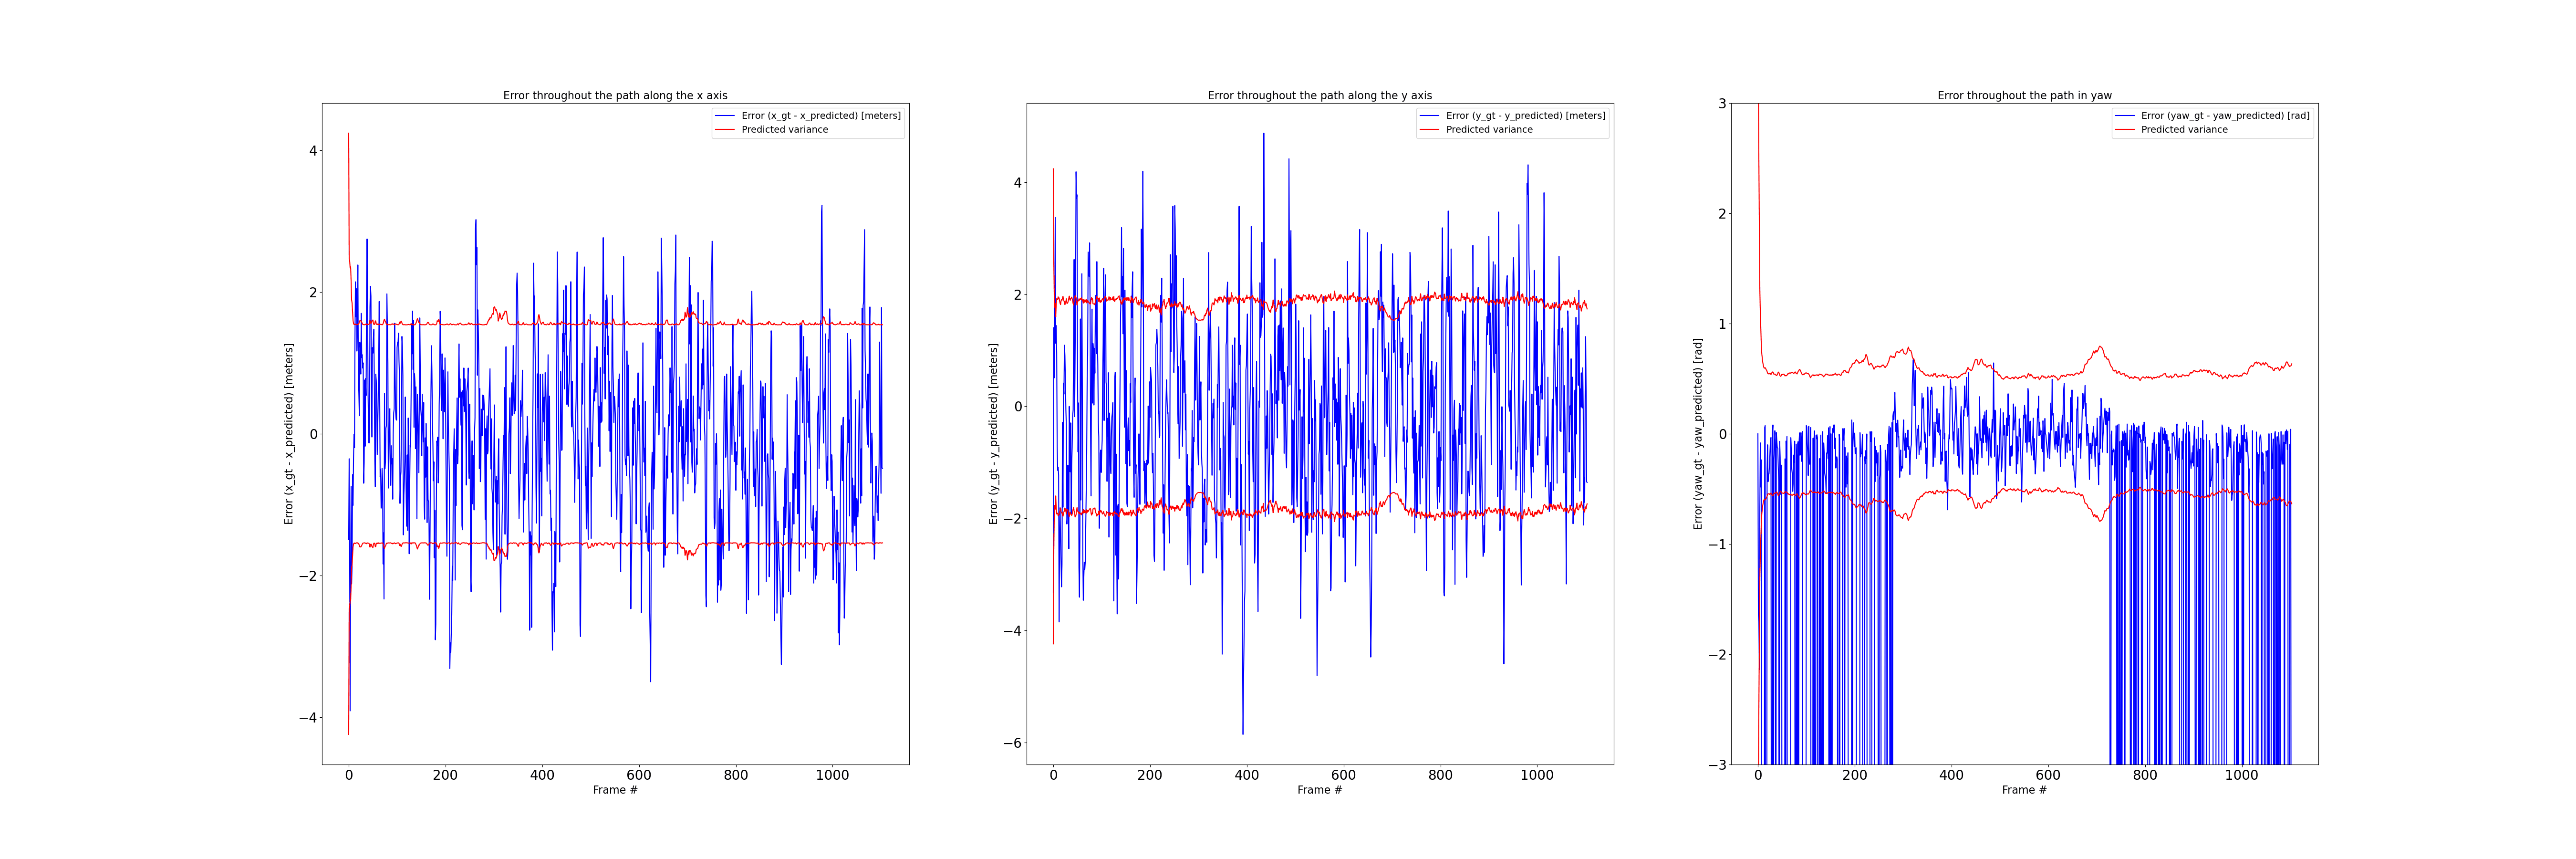 Error throughout the path along the x axis
Error (x_gt - x_predicted) [meters]
Predicted variance
Error (x_gt - x_predicted) [meters]
4
2
0
−2
−4
0 200 400 600 800 1000
Frame #
Error throughout the path along the y axis
Error (y_gt - y_predicted) [meters]
Predicted variance
Error (y_gt - y_predicted) [meters]
4
2
0
−2
−4
−6
0 200 400 600 800 1000
Frame #
Error throughout the path in yaw
Error (yaw_gt - yaw_predicted) [rad]
Predicted variance
Error (yaw_gt - yaw_predicted) [rad]
3
2
1
0
−1
−2
−3
0 200 400 600 800 1000
Frame #